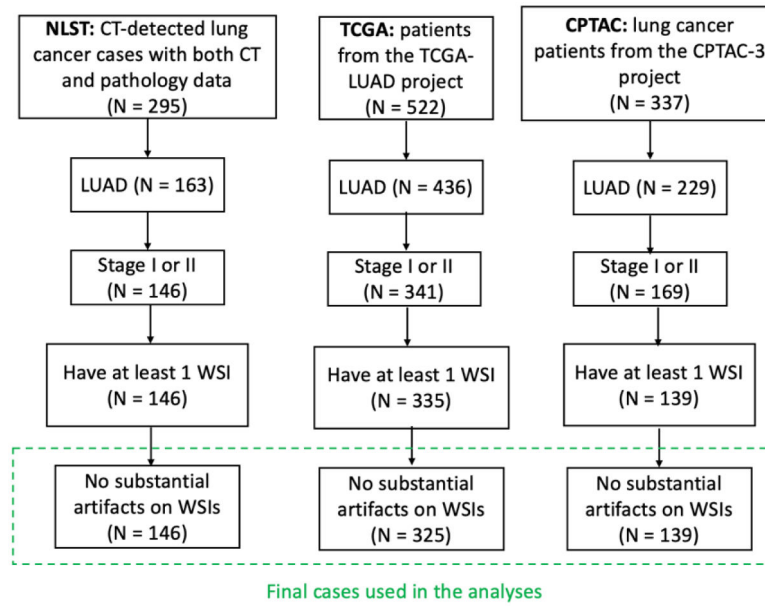 NLST: CT-detected lung
cancer cases with both CT
and pathology data
(N = 295)
LUAD (N = 163)
Stage I or II
(N = 146)
Have at least 1 WSI
(N = 146)
No substantial
artifacts on WSIs
(N = 146)
TCGA: patients
from the TCGA-
LUAD project
(N = 522)
LUAD (N = 436)
Stage I or II
(N = 341)
Have at least 1 WSI
(N = 335)
No substantial
artifacts on WSIs
(N = 325)
CPTAC: lung cancer
patients from the CPTAC-3
project
(N = 337)
LUAD (N = 229)
Stage I or II
(N = 169)
Have at least 1 WSI
(N = 139)
No substantial
artifacts on WSIs
(N = 139)
Final cases used in the analyses